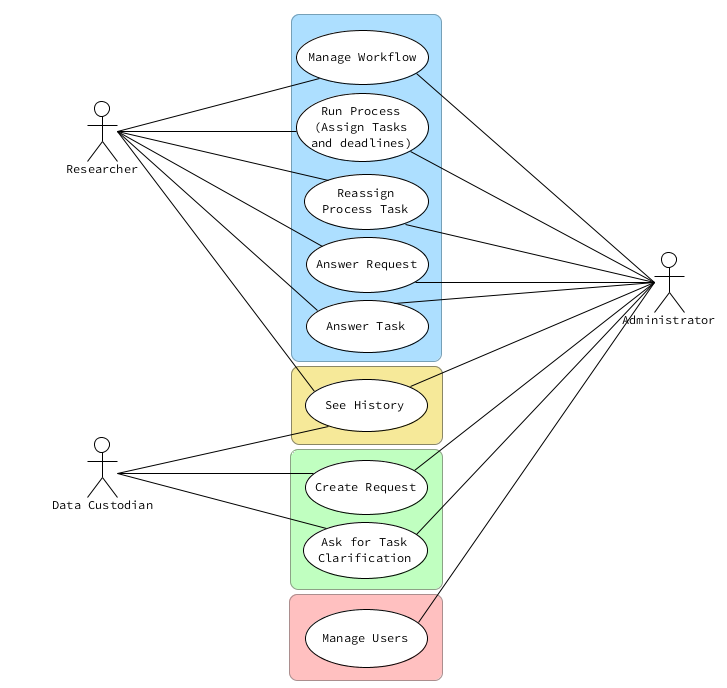 Manage Workflow
Run Process
(Assign Tasks
and deadlines)
Researcher
Reassign
Process Task
Answer Request
Administrator
Answer Task
See History
Create Request
Data Custodian
Ask for Task
Clarification
Manage Users